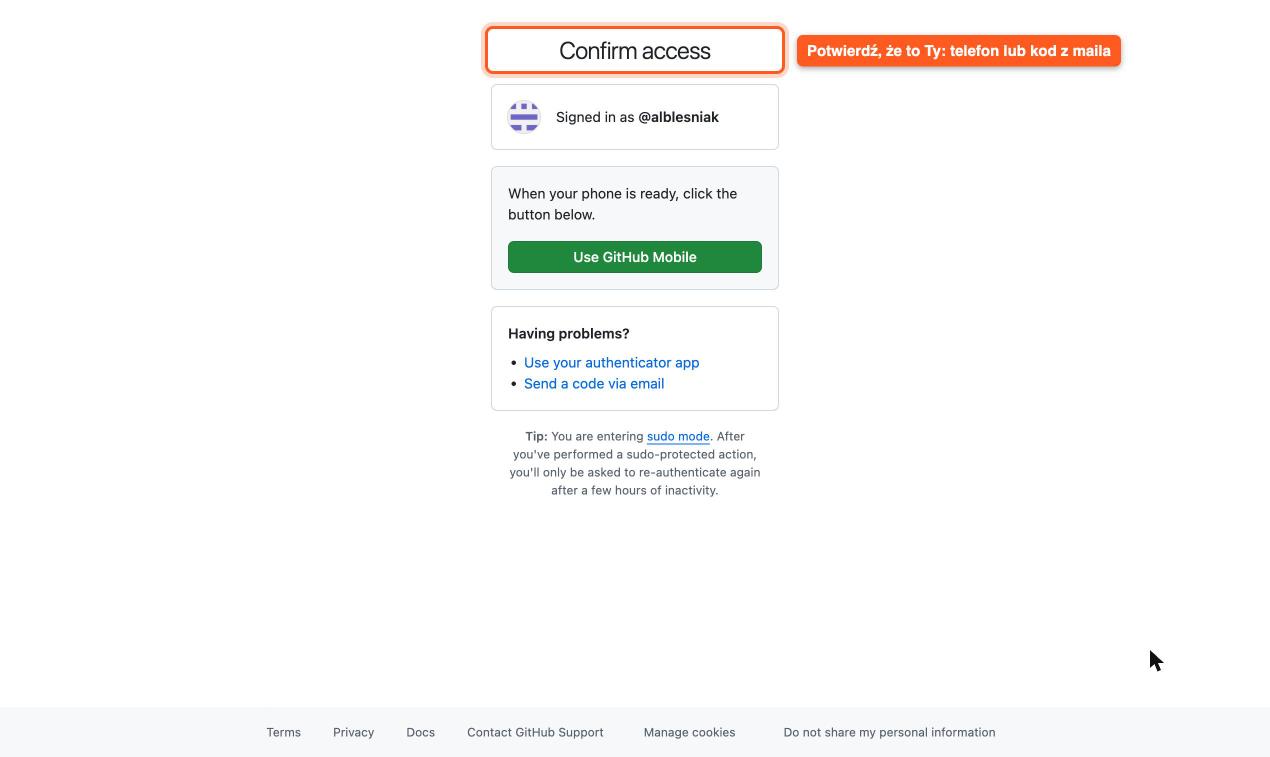 Confirm access
Potwierdź, że to Ty: telefon lub kod z maila
Signed in as @alblesniak
When your phone is ready, click the
button below.
Use GitHub Mobile
Having problems?
• Use your authenticator app
• Send a code via email
Tip: You are entering sudo mode. After
you've performed a sudo-protected action,
you'll only be asked to re-authenticate again
after a few hours of inactivity.
Terms Privacy Docs Contact GitHub Support Manage cookies Do not share my personal information